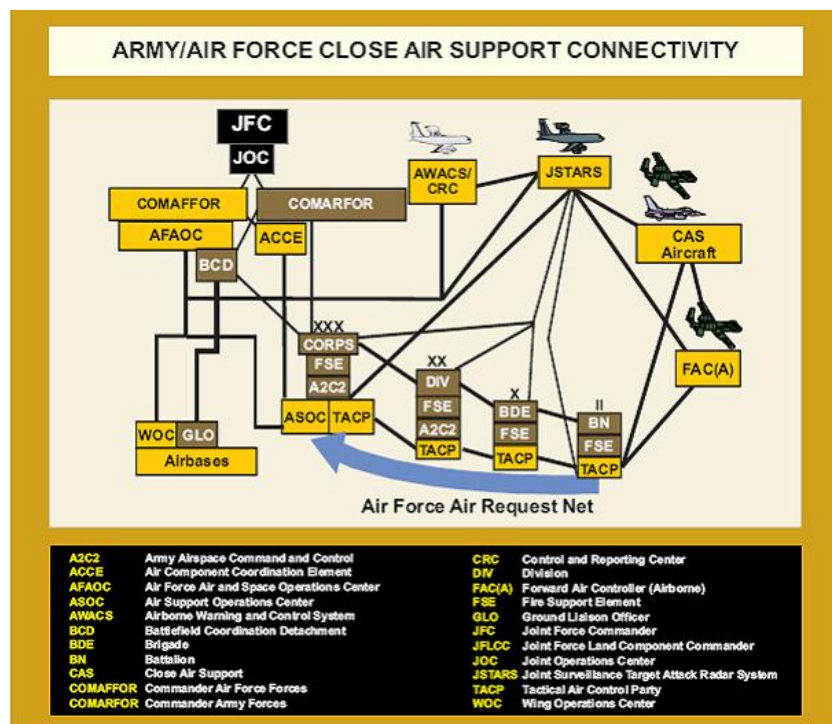 ARMY/AIR FORCE CLOSE AIR SUPPORT CONNECTIVITY
JFC
JOC
AWACS/
CRC
JSTARS
COMAFFOR
COMARFOR
AFAOC
ACCE
BCD
CAS
Aircraft
XXX
CORPS
FSE
A2C2
ASOC
TACP
XX
DIV
FSE
A2C2
TACP
X
BDE
FSE
TACP
II
BN
FSE
TACP
FAC(A)
WOC
GLO
Airbases
Air Force Air Request Net
A2C2 Army Airspace Command and Control
ACCE Air Component Coordination Element
AFAOC Air Force Air and Space Operations Center
ASOC Air Support Operations Center
AWACS Airborne Warning and Control System
BCD Battlefield Coordination Detachment
BDE Brigade
BN Battalion
CAS Close Air Support
COMAFFOR Commander Air Force Forces
COMARFOR Commander Army Forces
CRC Control and Reporting Center
DIV Division
FAC(A) Forward Air Controller (Airborne)
FSE Fire Support Element
GLO Ground Liaison Officer
JFC Joint Force Commander
JFLCC Joint Force Land Component Commander
JOC Joint Operations Center
JSTARS Joint Surveillance Target Attack Radar System
TACP Tactical Air Control Party
WOC Wing Operations Center